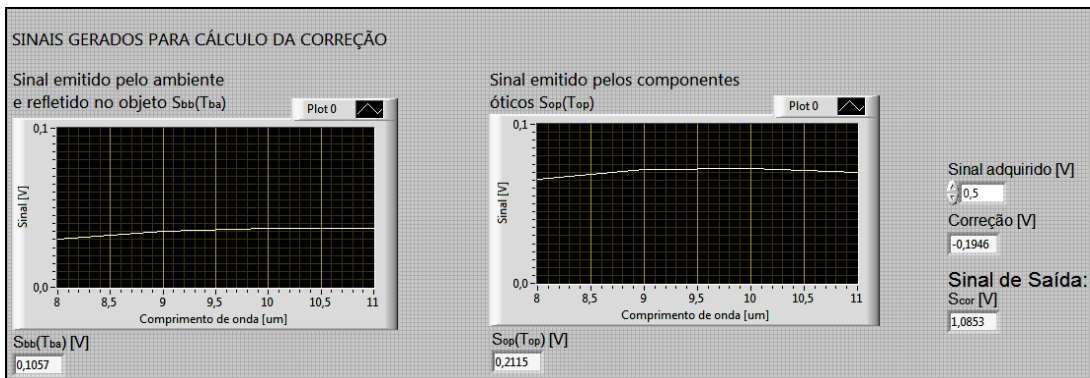 SINAIS GERADOS PARA CÁLCULO DA CORREÇÃO
Sinal emitido pelo ambiente
e refletido no objeto Sbb(Tba)
Plot 0
0,1
Sinal [V]
0,0
8 8,5 9 9,5 10 10,5 11
Comprimento de onda [um]
Sbb(Tba) [V]
0,1057
Sinal emitido pelos componentes
óticos Sop(Top)
Plot 0
0,1
Sinal [V]
0,0
8 8,5 9 9,5 10 10,5 11
Comprimento de onda [um]
Sop(Top) [V]
0,2115
Sinal adquirido [V]
0,5
Correção [V]
-0,1946
Sinal de Saída:
Scor [V]
1,0853